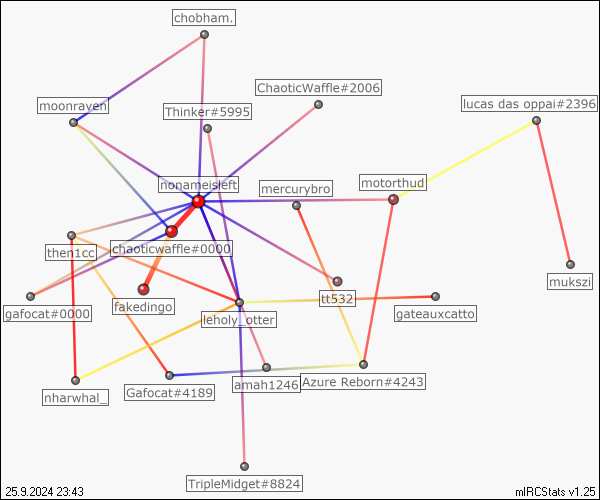 chobham.
ChaoticWaffle#2006
moonraven
Thinker#5995
lucas das oppai#2396
nonameisleft
mercurybro
motorthud
then1cc
chaoticwaffle#0000
mukszi
gafocat#0000
fakedingo
tt532
leholy_otter
gateauxcatto
nharwhal_
Gafocat#4189
amah1246
Azure Reborn#4243
TripleMidget#8824
25.9.2024 23:43
mIRCStats v1.25